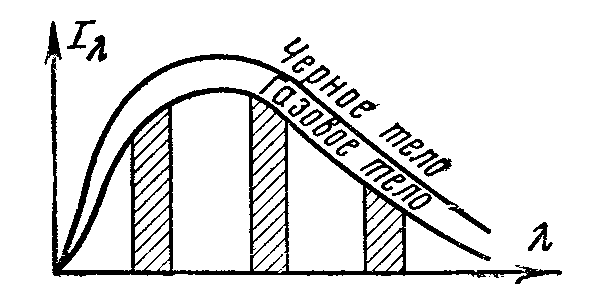 Iλ
Черное тело
Газовое тело
λ